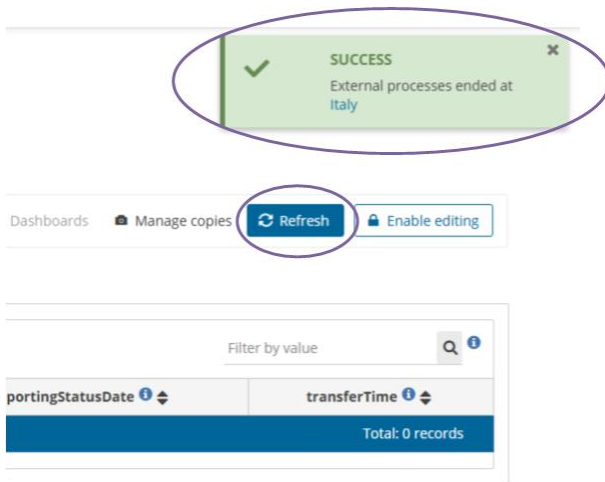 SUCCESS
External processes ended at
Italy
Dashboards Manage copies Refresh Enable editing
Filter by value
portingStatusDate transferTime
Total: 0 records